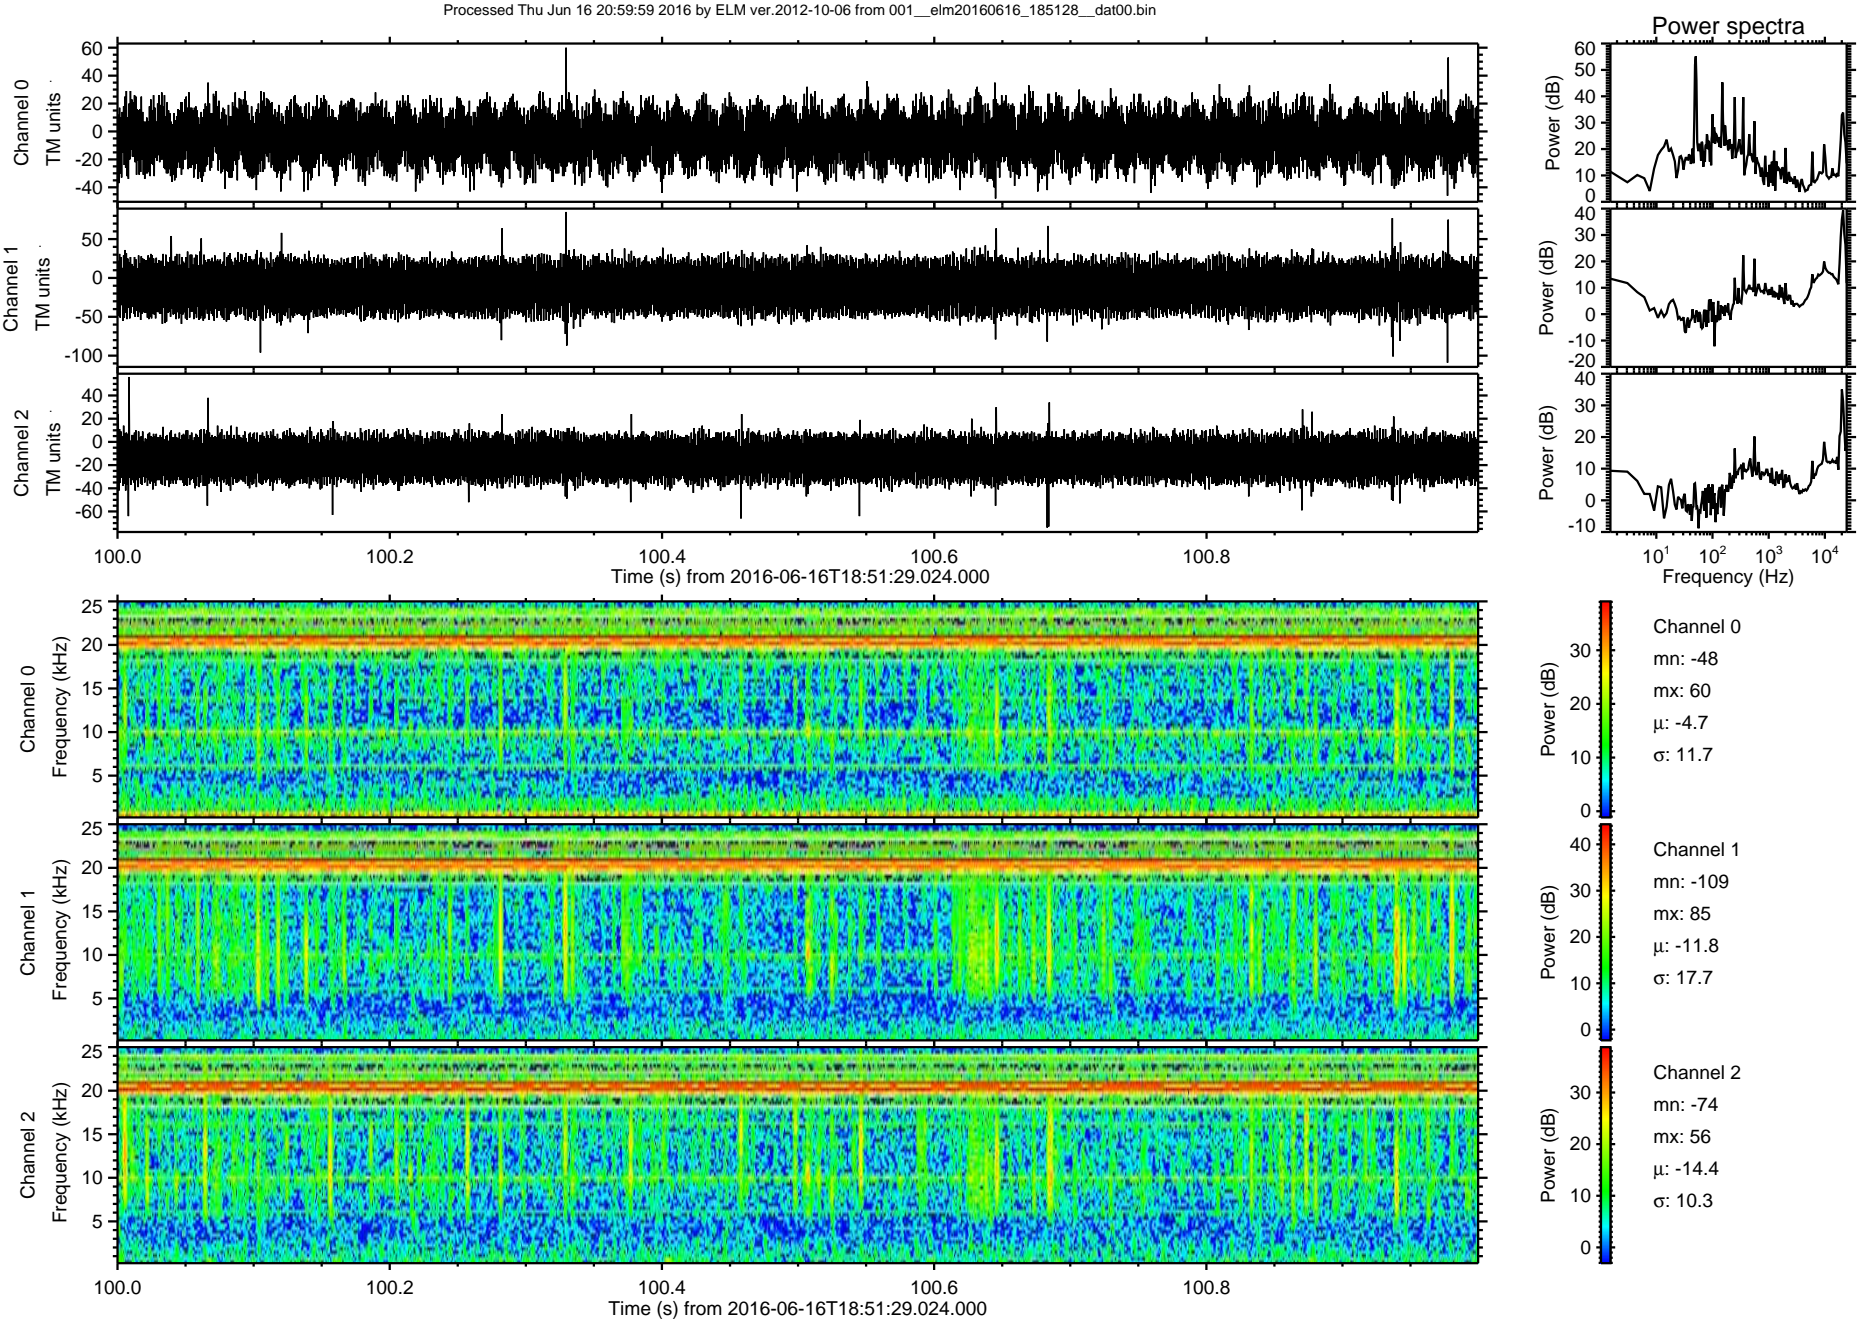 Processed Thu Jun 16 20:59:59 2016 by ELM ver.2012-10-06 from 001__elm20160616_185128__dat00.bin
Power spectra
Channel 0
TM units
60
40
20
0
-20
-40
Power (dB)
60
50
40
30
20
10
0
Channel 1
TM units
50
0
-50
-100
Power (dB)
40
30
20
10
0
-10
-20
Channel 2
TM units
40
20
0
-20
-40
-60
Power (dB)
40
30
20
10
0
-10
100.0 100.2 100.4 100.6 100.8
Time (s) from 2016-06-16T18:51:29.024.000
10^1 10^2 10^3 10^4
Frequency (Hz)
Channel 0
Frequency (kHz)
25
20
15
10
5
Power (dB)
30
20
10
0
Channel 0
mn: -48
mx: 60
μ: -4.7
σ: 11.7
Channel 1
Frequency (kHz)
25
20
15
10
5
Power (dB)
40
30
20
10
0
Channel 1
mn: -109
mx: 85
μ: -11.8
σ: 17.7
Channel 2
Frequency (kHz)
25
20
15
10
5
Power (dB)
30
20
10
0
Channel 2
mn: -74
mx: 56
μ: -14.4
σ: 10.3
100.0 100.2 100.4 100.6 100.8
Time (s) from 2016-06-16T18:51:29.024.000